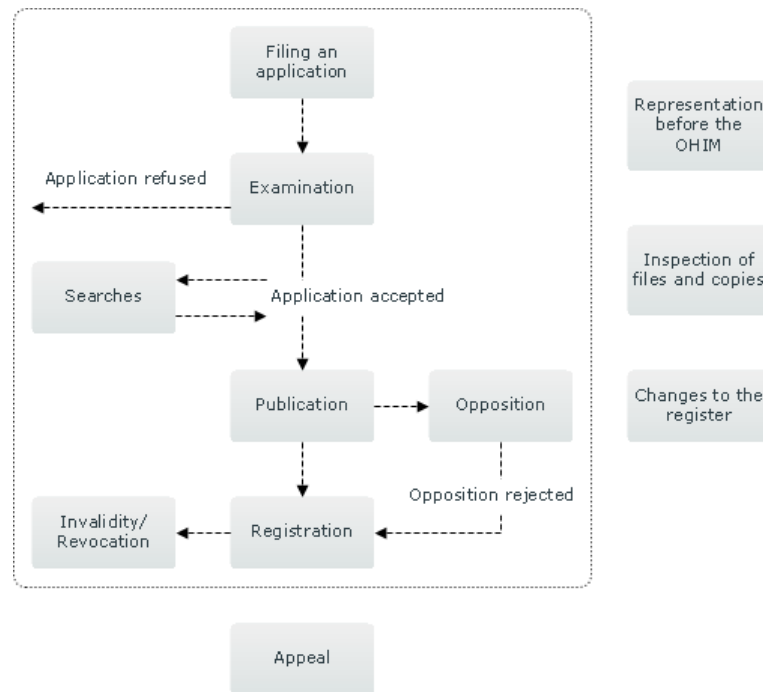 Filing an
application
Representation
before the
OHIM
Application refused
Examination
Inspection of
files and copies
Searches
Application accepted
Publication
Opposition
Changes to the
register
Opposition rejected
Invalidity/
Revocation
Registration
Appeal